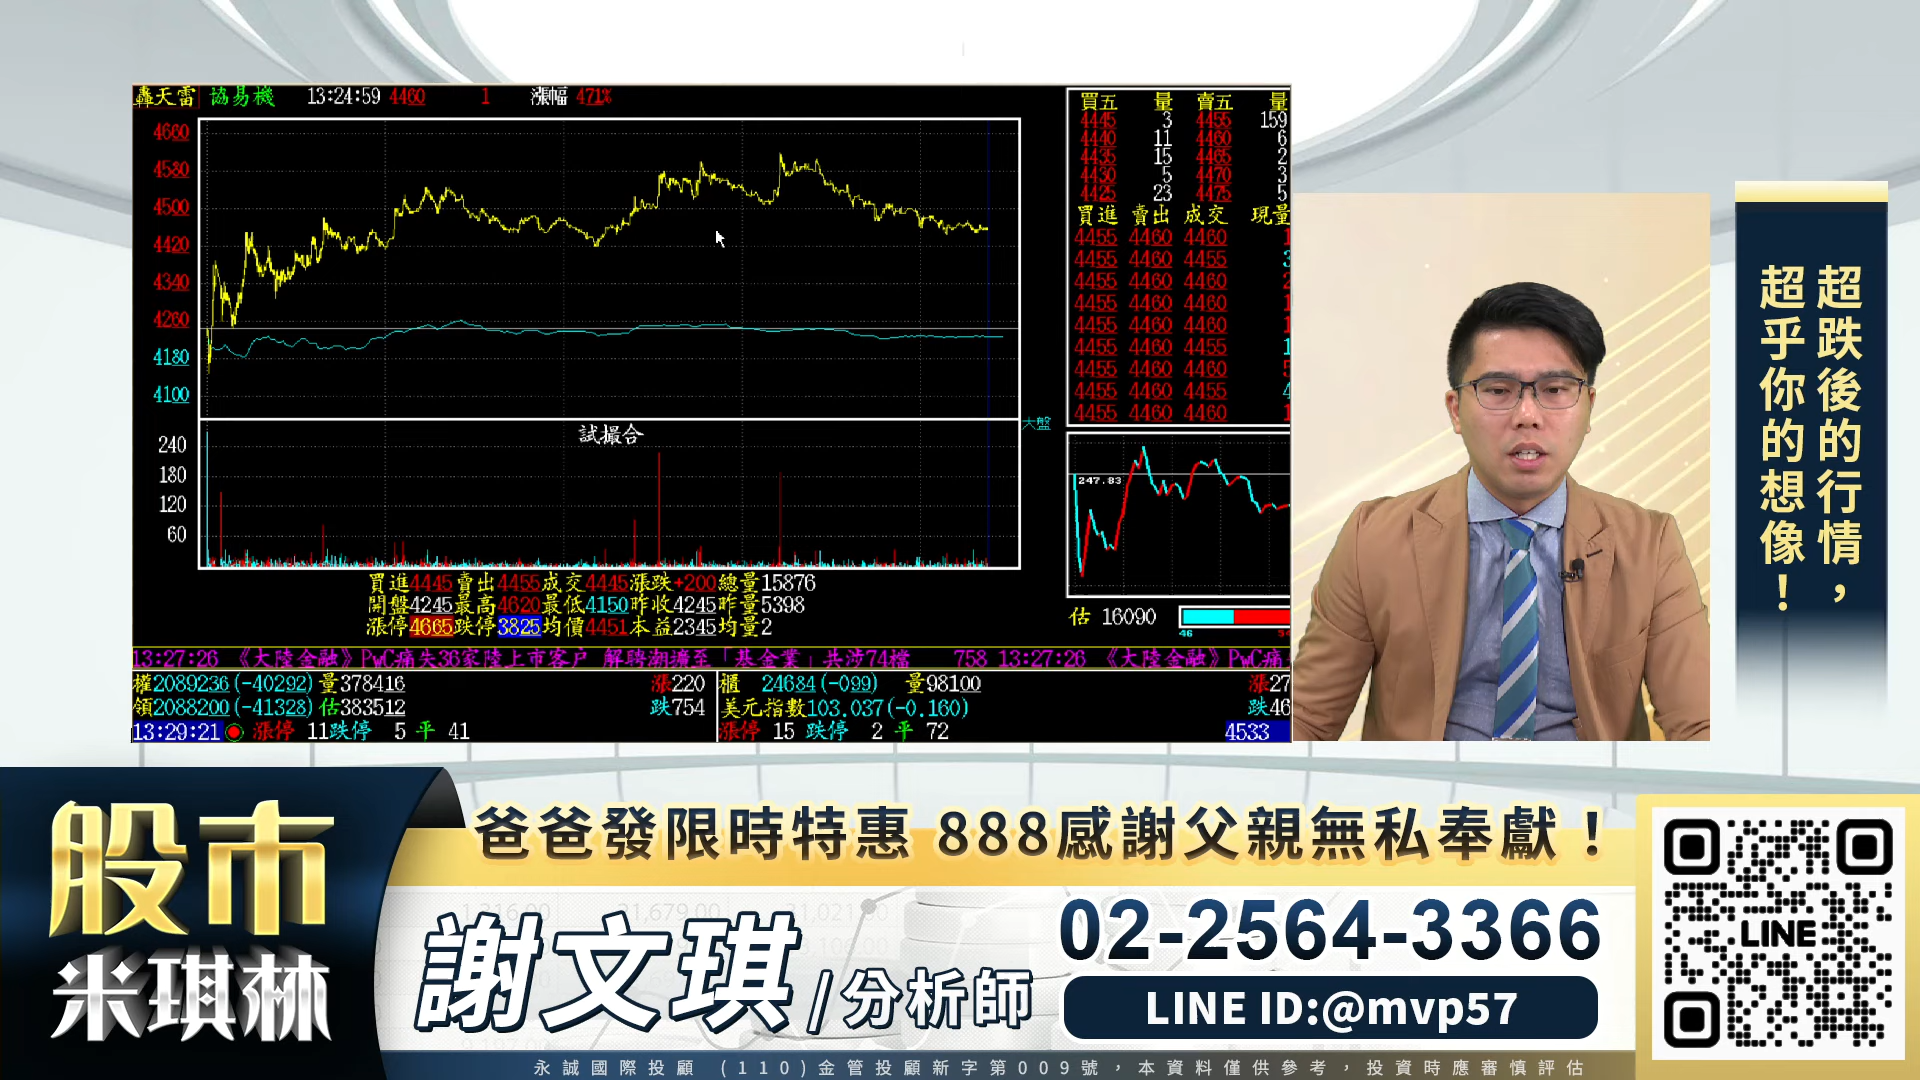 轟天雷 協易機 13:24:59 4460 1 漲幅 471%
4660
4580
4500
4420
4340
4260
4180
4100
大盤
試撮合
240
180
120
60
買進4445賣出4455成交4445漲跌+200總量15876
開盤4245最高4620最低4150昨收4245昨量5398
漲停4665跌停3825均價4451本益2345均量2
買五 量 賣五 量
4445 3 4455 159
4440 11 4460 6
4435 15 4465 2
4430 5 4470 3
4425 23 4475 5
買進 賣出 成交 現量
4455 4460 4460 1
4455 4460 4460 3
4455 4460 4460 2
4455 4460 4460 1
4455 4460 4460 1
4455 4460 4455 1
4455 4460 4460 5
4455 4460 4455 4
4455 4460 4460 1
247.83
估 16090
46 54
13:27:26 《大陸金融》PwC痛失36家陸上市客戶 解聘潮擴至「基金業」共涉74檔 758 13:27:26 《大陸金融》PwC痛
權2089236(-40292) 量378416 漲220
領2088200(-41328) 估383512 跌754
13:29:21 漲停 11跌停 5 平 41
櫃 24684(-099) 量98100 漲27
美元指數103.037(-0.160) 跌46
漲停 15 跌停 2 平 72 4533
超跌後的行情，
超乎你的想像！
股市
米琪淋
爸爸發限時特惠 888感謝父親無私奉獻！
謝文琪/分析師
02-2564-3366
LINE ID:@mvp57
LINE
永誠國際投顧 (110)金管投顧新字第009號，本資料僅供參考，投資時應審慎評估